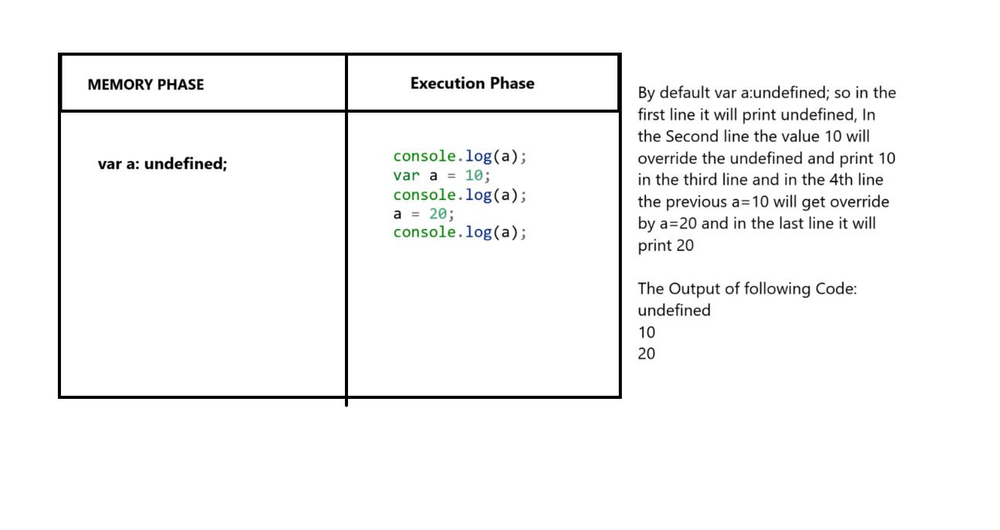 MEMORY PHASE
Execution Phase
var a: undefined;
console.log(a);
var a = 10;
console.log(a);
a = 20;
console.log(a);
By default var a:undefined; so in the
first line it will print undefined, In
the Second line the value 10 will
override the undefined and print 10
in the third line and in the 4th line
the previous a=10 will get override
by a=20 and in the last line it will
print 20
The Output of following Code:
undefined
10
20